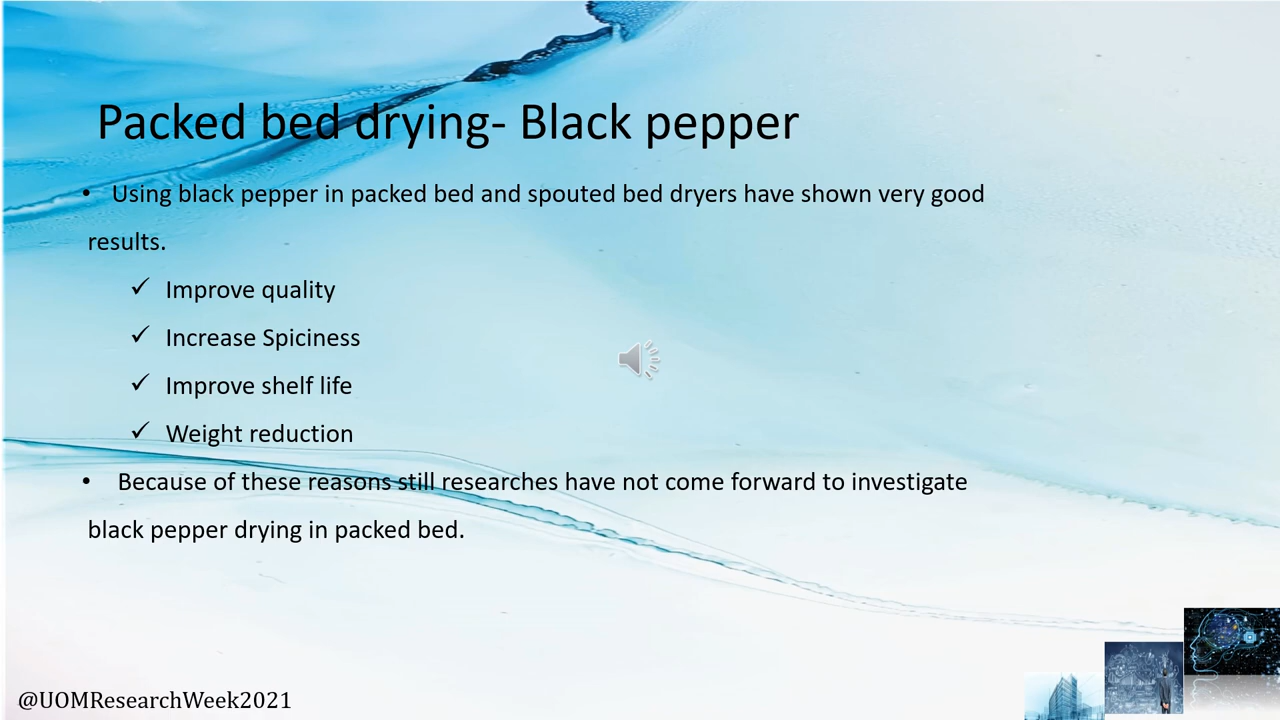 Packed bed drying- Black pepper
• Using black pepper in packed bed and spouted bed dryers have shown very good
results.
✓ Improve quality
✓ Increase Spiciness
✓ Improve shelf life
✓ Weight reduction
• Because of these reasons still researches have not come forward to investigate
black pepper drying in packed bed.
@UOMResearchWeek2021